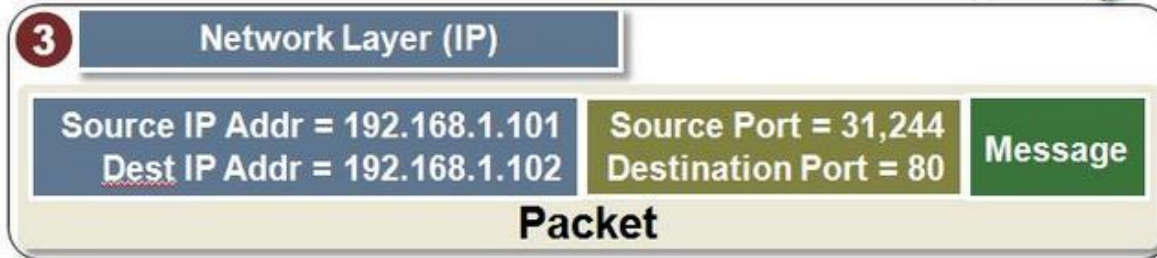 3
Network Layer (IP)
Source IP Addr = 192.168.1.101
Dest IP Addr = 192.168.1.102
Source Port = 31,244
Destination Port = 80
Message
Packet